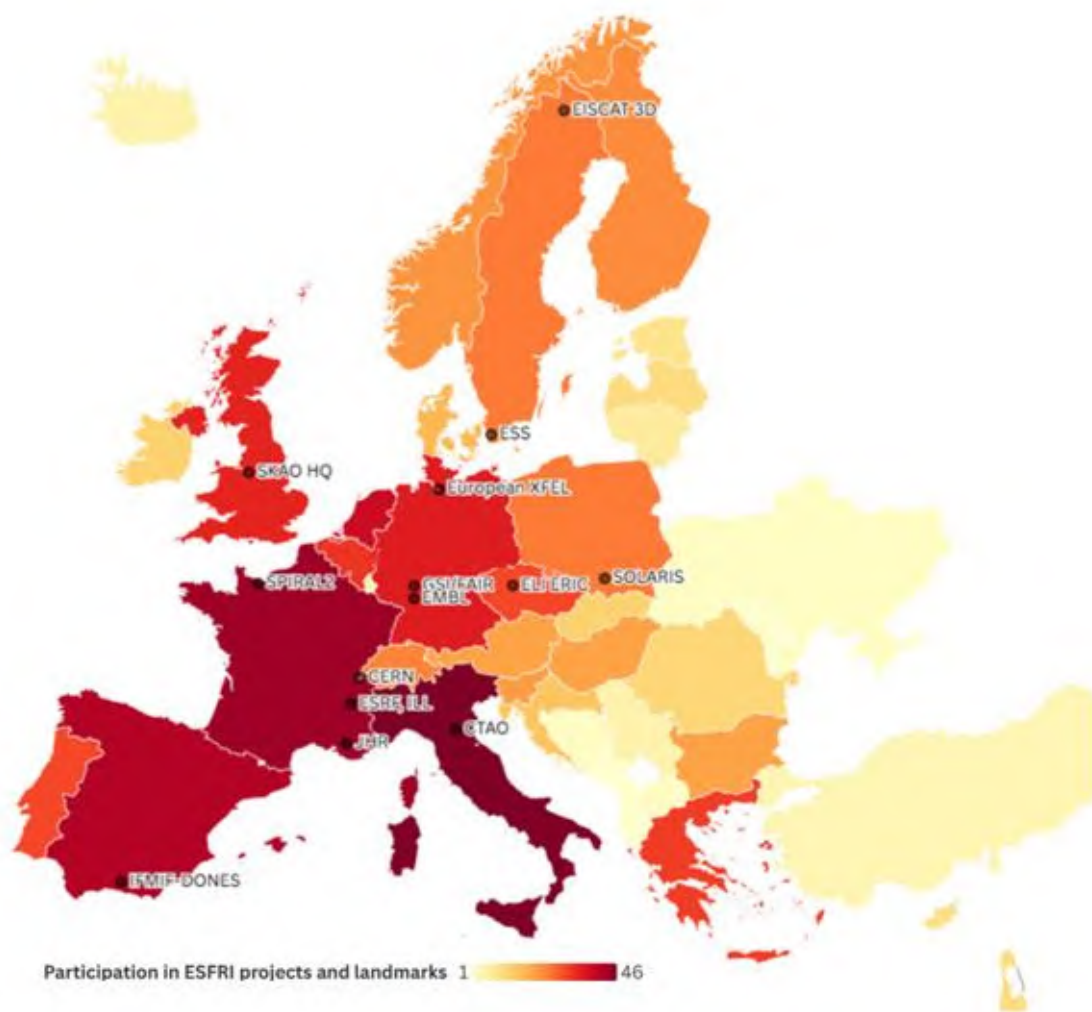 EISCAT 3D
ESS
SKAO HQ
European XFEL
SPIRAL2
GSI/FAIR
ELI ERIC
SOLARIS
EMBL
CERN
ESRF, ILL
JHR
CTAO
IFMIF-DONES
Participation in ESFRI projects and landmarks 1 46